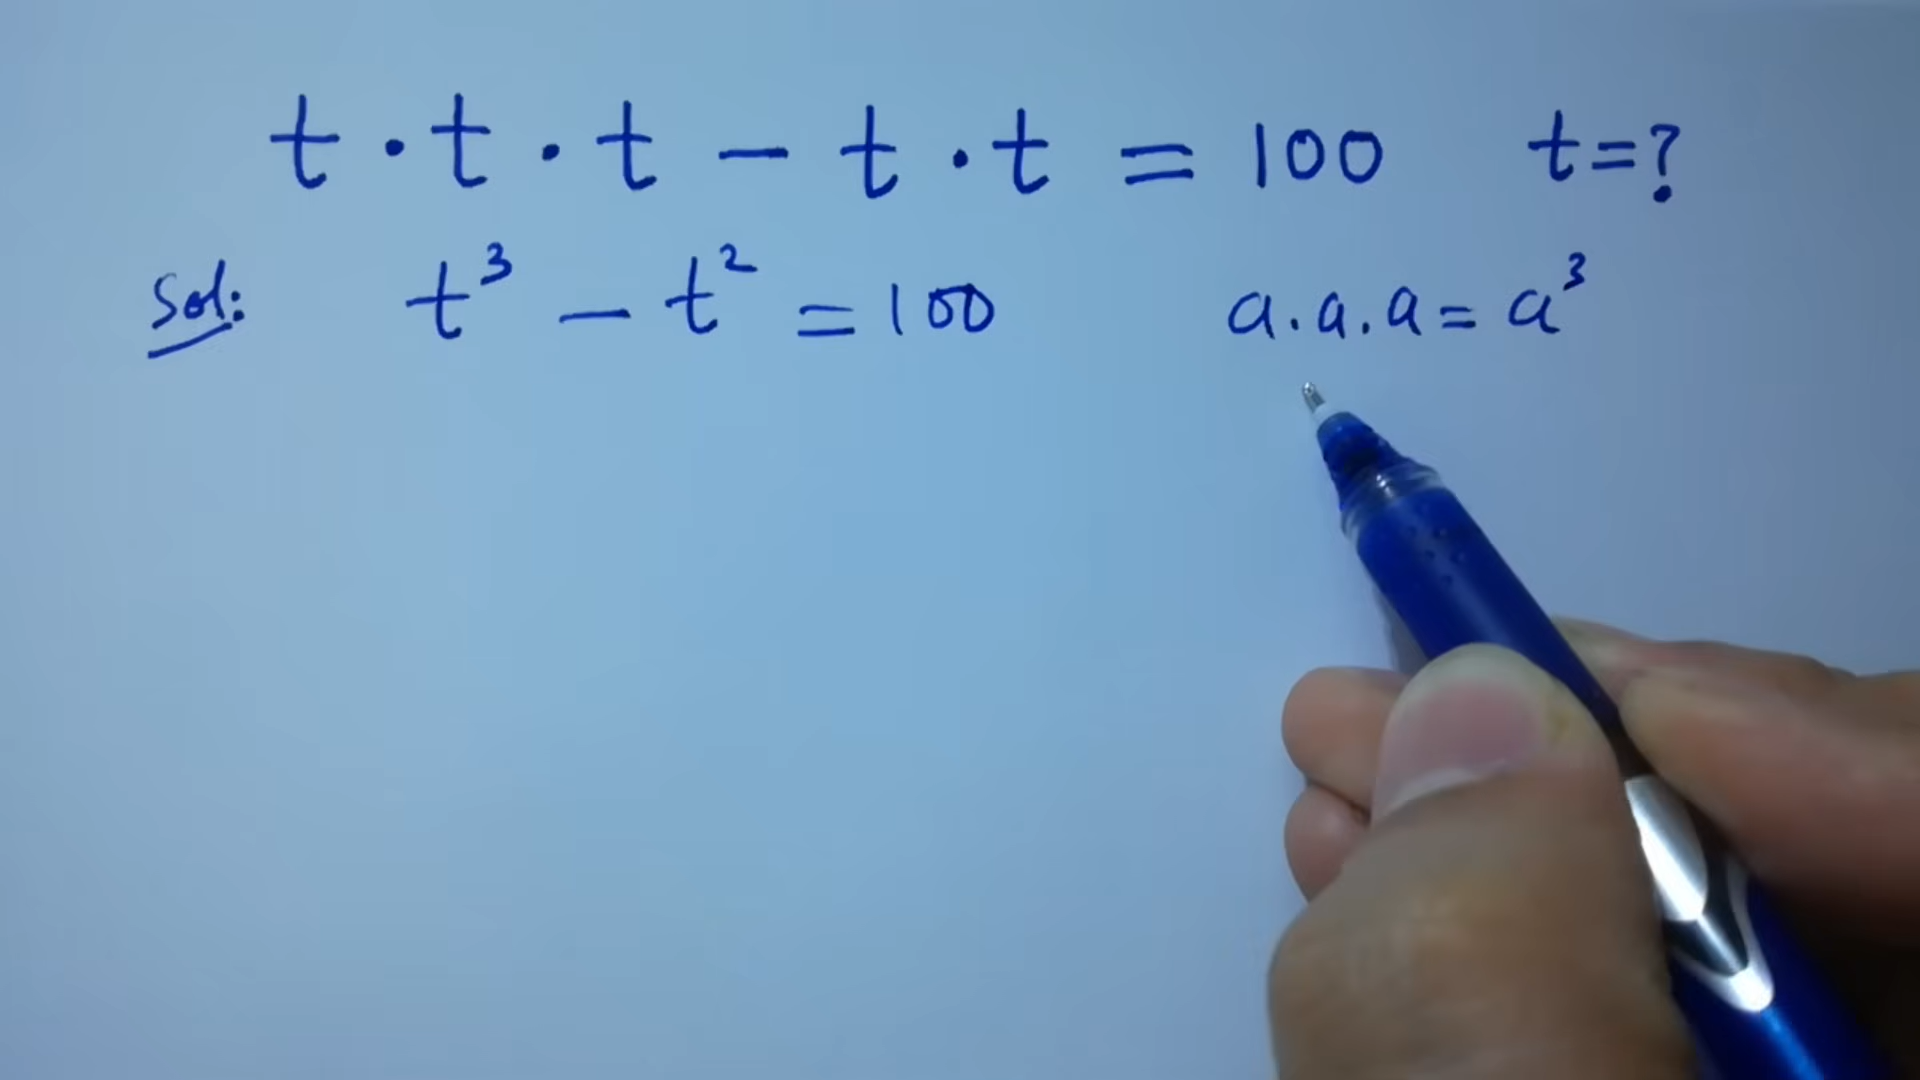 t · t · t − t · t = 100 t=?
Sol: t³ − t² = 100 a.a.a = a³